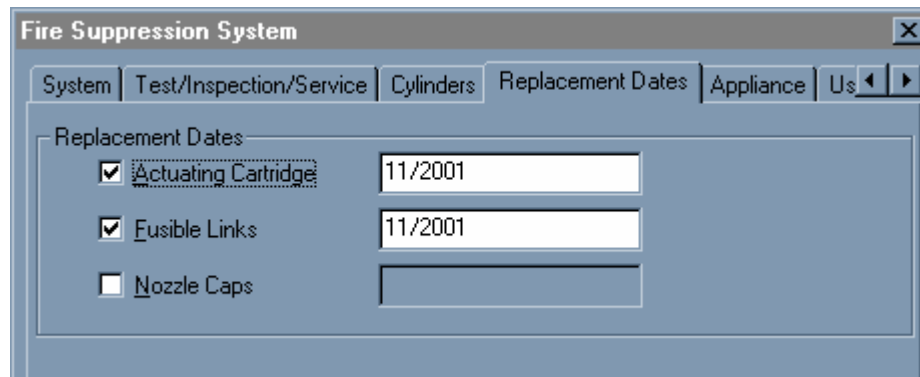 Fire Suppression System
System Test/Inspection/Service Cylinders Replacement Dates Appliance Us
Replacement Dates
Actuating Cartridge 11/2001
Fusible Links 11/2001
Nozzle Caps